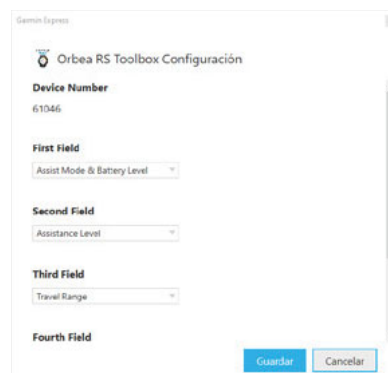 Garmin Express
Orbea RS Toolbox Configuración
Device Number
61046
First Field
Assist Mode & Battery Level
Second Field
Assistance Level
Third Field
Travel Range
Fourth Field
Guardar
Cancelar